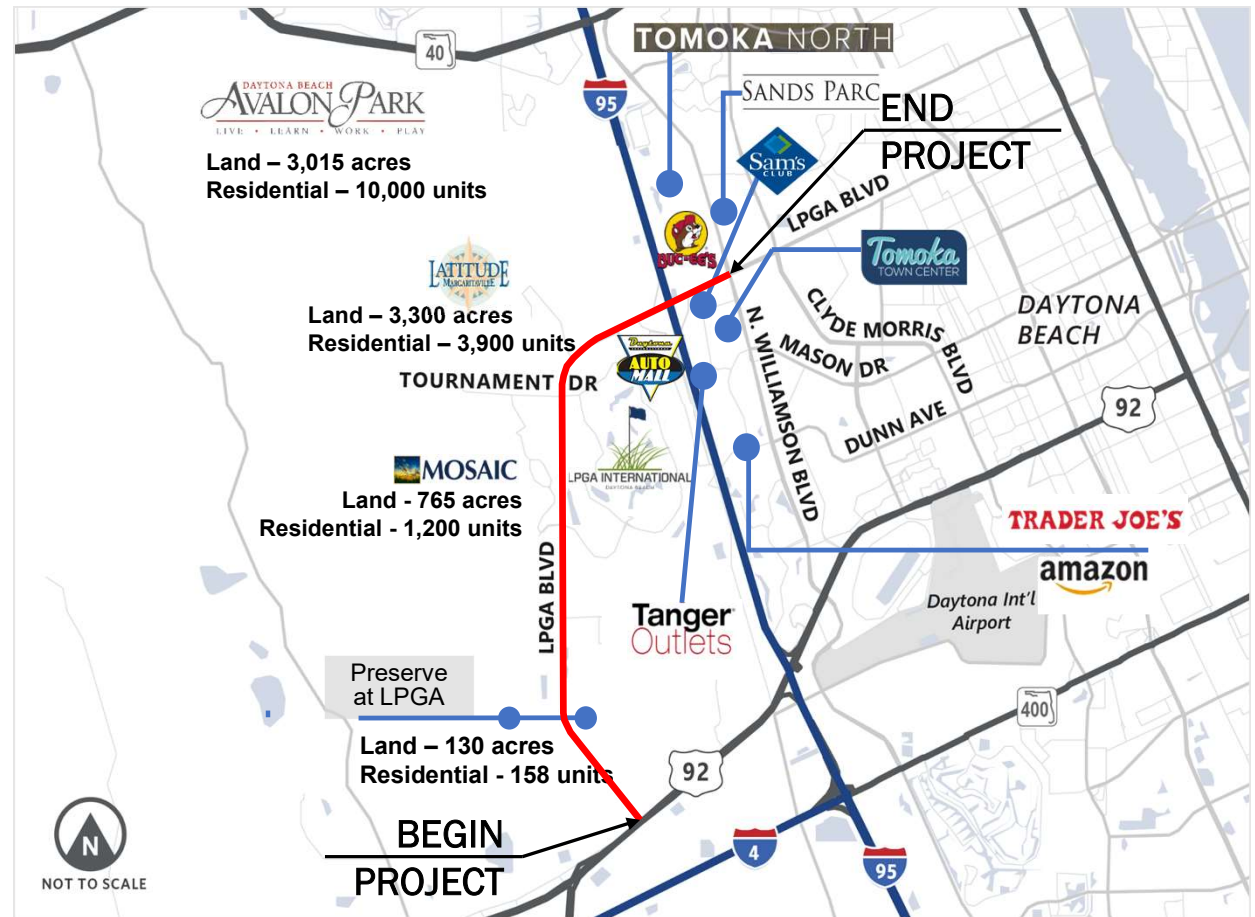 40
TOMOKA NORTH
95
SANDS PARC
DAYTONA BEACH
AVALON PARK
LIVE • LEARN • WORK • PLAY
Land – 3,015 acres
Residential – 10,000 units
END
PROJECT
Sam's
CLUB
LPGA BLVD
BUC-EE'S
Tomoka
TOWN CENTER
LATITUDE
MARGARITAVILLE
Land – 3,300 acres
Residential – 3,900 units
TOURNAMENT DR
Daytona
AUTO
MALL
N. WILLIAMSON BLVD
CLYDE MORRIS BLVD
MASON DR
DUNN AVE
DAYTONA
BEACH
92
LPGA INTERNATIONAL
DAYTONA BEACH
MOSAIC
Land - 765 acres
Residential - 1,200 units
LPGA BLVD
TRADER JOE'S
amazon
Daytona Int'l
Airport
Tanger
Outlets
Preserve
at LPGA
Land – 130 acres
Residential - 158 units
400
92
BEGIN
PROJECT
4
95
N
NOT TO SCALE